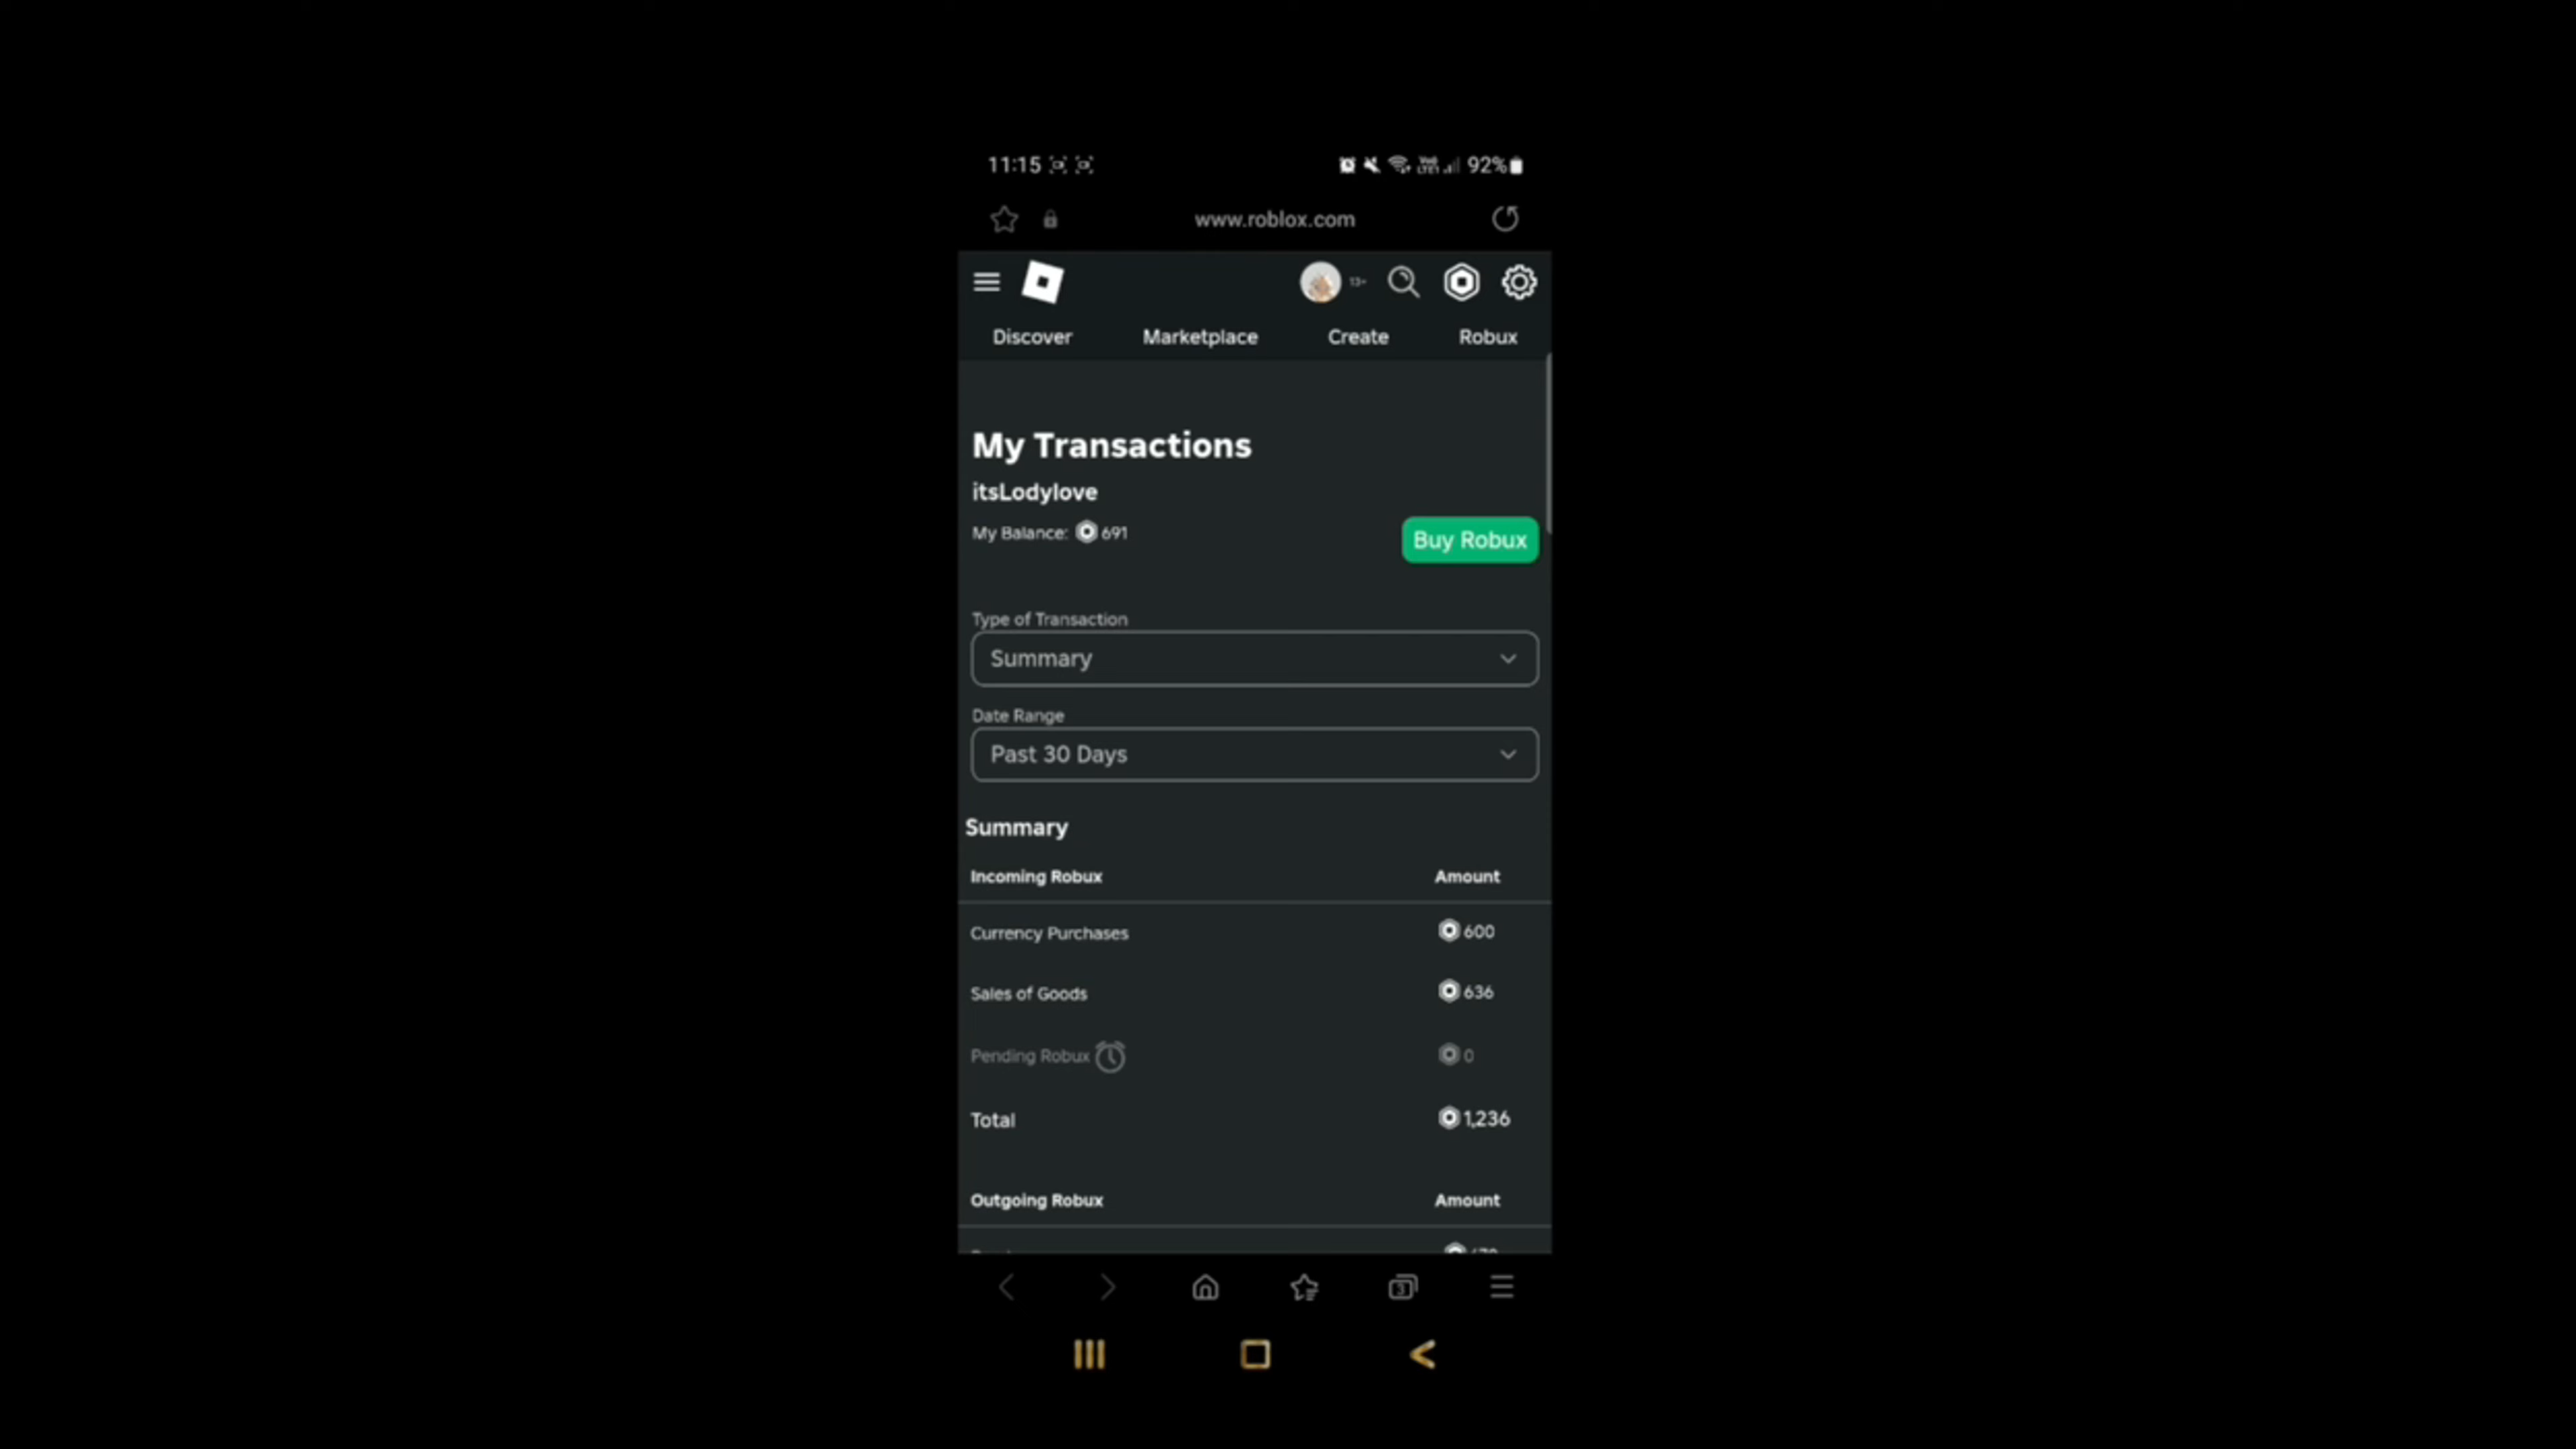 11:15 92%
www.roblox.com
13+
Discover Marketplace Create Robux
My Transactions
itsLodylove
My Balance: 691
Buy Robux
Type of Transaction
Summary
Date Range
Past 30 Days
Summary
Incoming Robux Amount
Currency Purchases 600
Sales of Goods 636
Pending Robux 0
Total 1,236
Outgoing Robux Amount
3